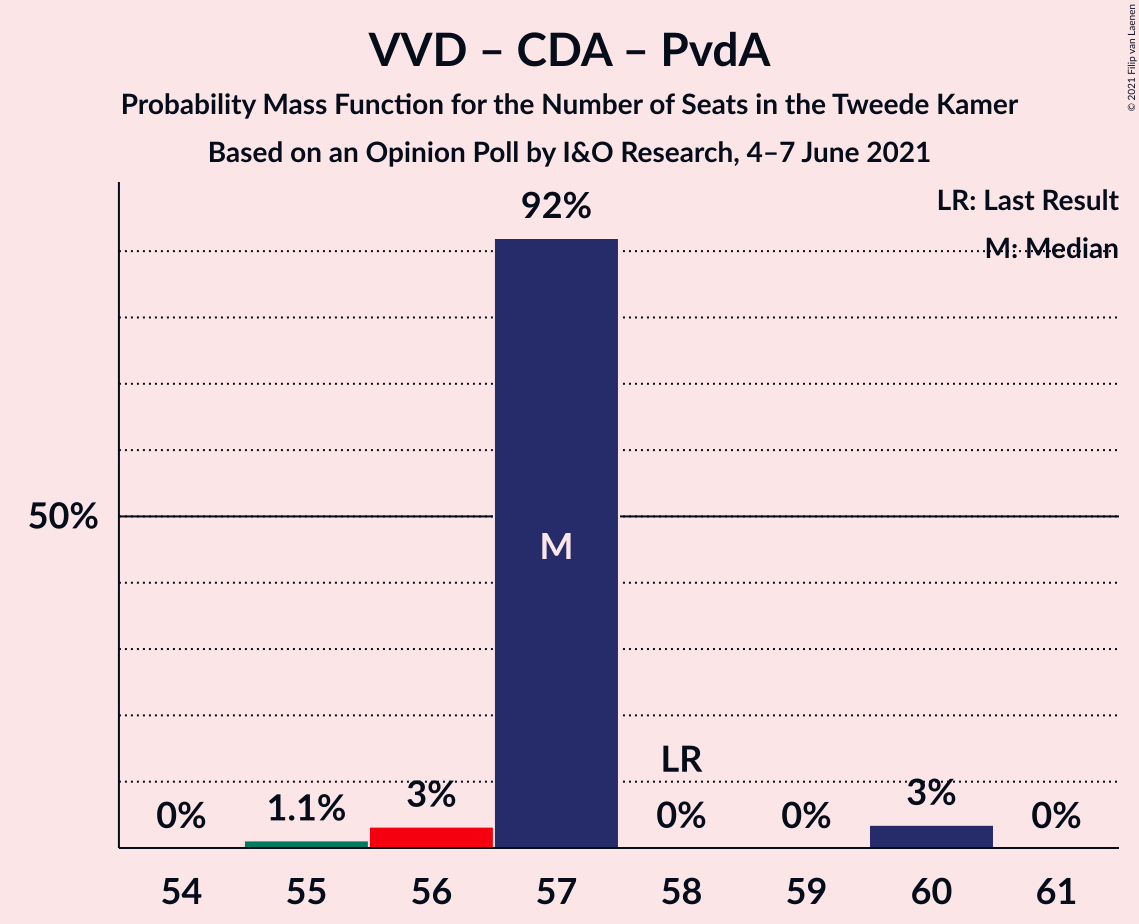 VVD – CDA – PvdA
Probability Mass Function for the Number of Seats in the Tweede Kamer
Based on an Opinion Poll by I&O Research, 4–7 June 2021
© 2021 Filip van Laenen
LR: Last Result
M: Median
92%
50%
M
LR
0%
1.1%
3%
0%
0%
3%
0%
54 55 56 57 58 59 60 61